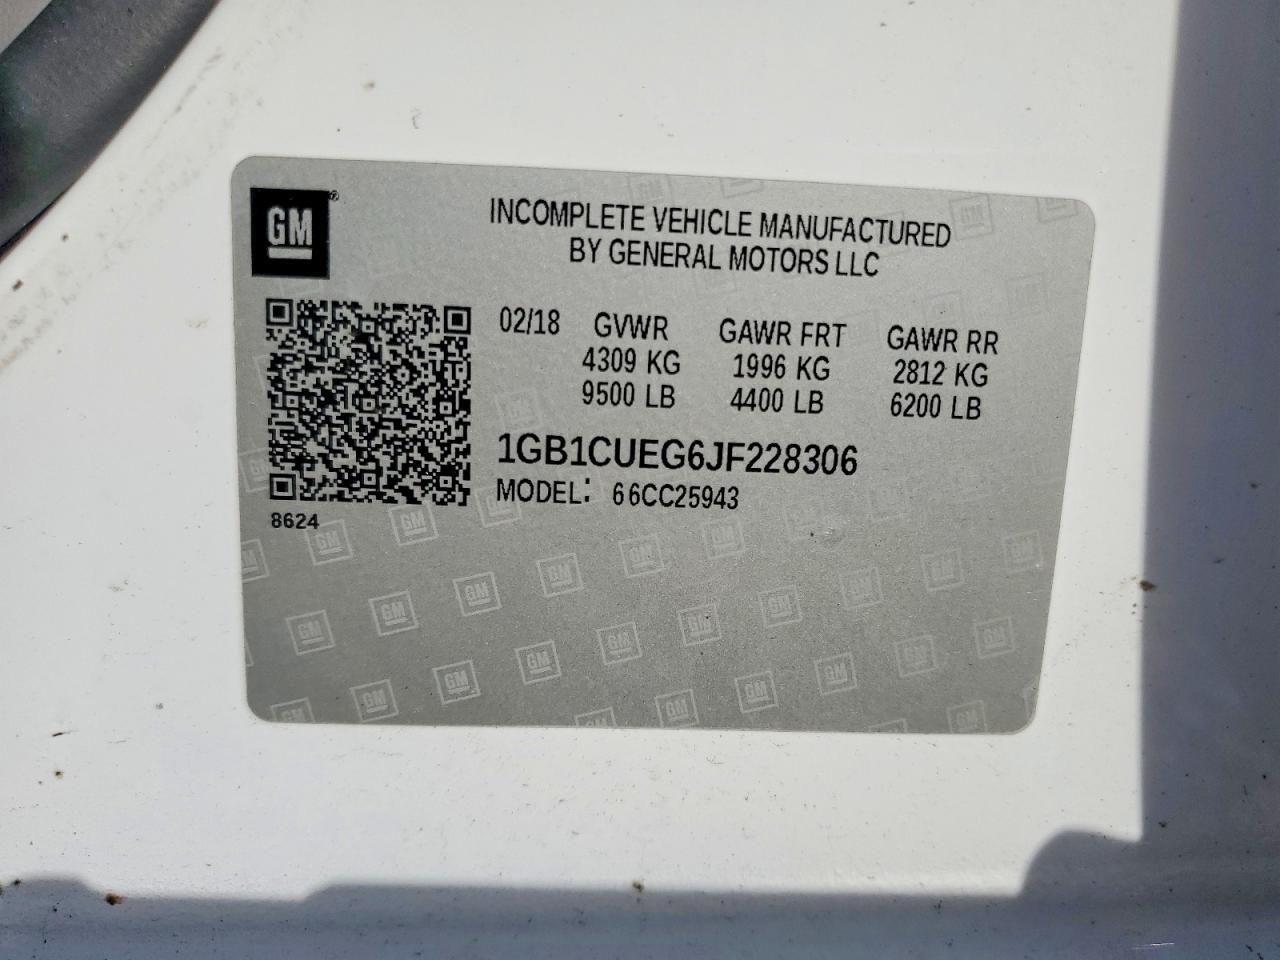 GM
INCOMPLETE VEHICLE MANUFACTURED
BY GENERAL MOTORS LLC
02/18 GVWR GAWR FRT GAWR RR
4309 KG 1996 KG 2812 KG
9500 LB 4400 LB 6200 LB
1GB1CUEG6JF228306
MODEL: 66CC25943
8624